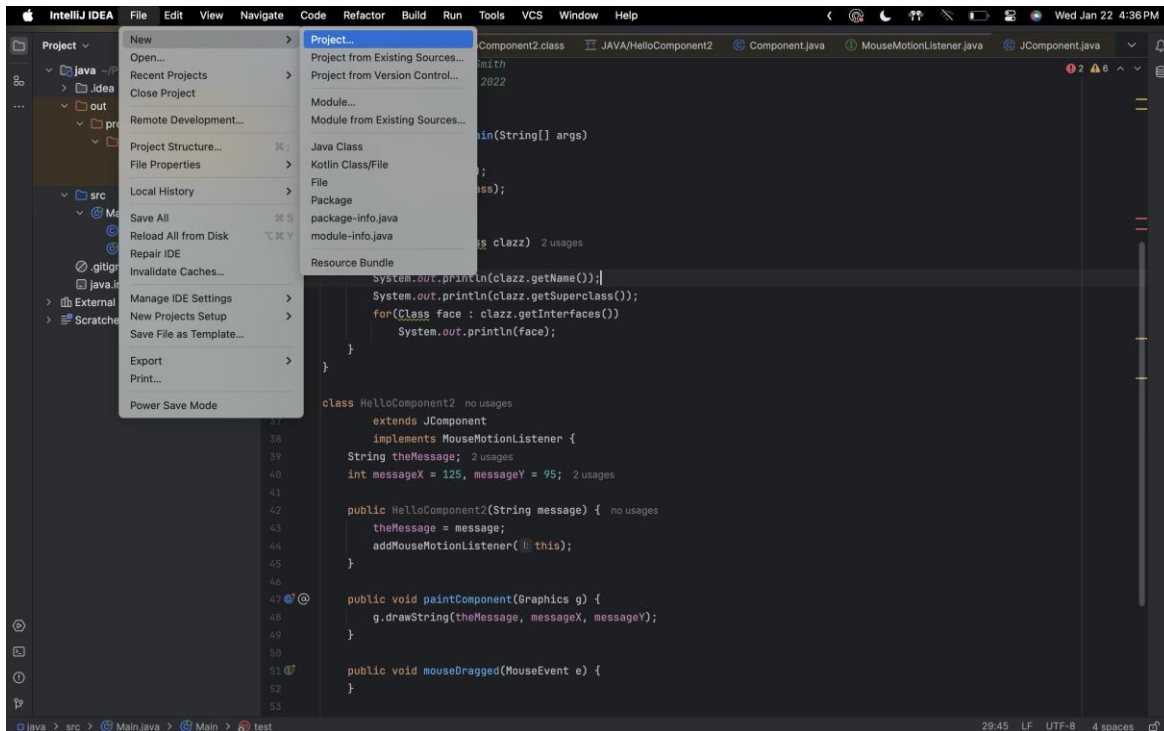 IntelliJ IDEA File Edit View Navigate Code Refactor Build Run Tools VCS Window Help Wed Jan 22 4:36 PM
Project
Component2.class JAVA/HelloComponent2 Component.java MouseMotionListener.java JComponent.java
java
.idea
out
src
.gitigr
java.ir
External
Scratche
New
Open...
Recent Projects
Close Project
Remote Development...
Project Structure... ⌘ ;
File Properties
Local History
Save All ⌘ S
Reload All from Disk ⌥ ⌘ Y
Repair IDE
Invalidate Caches...
Manage IDE Settings
New Projects Setup
Save File as Template...
Export
Print...
Power Save Mode
Project...
Project from Existing Sources...
Project from Version Control...
Module...
Module from Existing Sources...
Java Class
Kotlin Class/File
File
Package
package-info.java
module-info.java
Resource Bundle
2 6
Smith
2022
ain(String[] args)
);
ass);
ss clazz) 2 usages
System.out.println(clazz.getName());
System.out.println(clazz.getSuperclass());
for(Class face : clazz.getInterfaces())
System.out.println(face);
}
}
class HelloComponent2 no usages
37 extends JComponent
38 implements MouseMotionListener {
39 String theMessage; 2 usages
40 int messageX = 125, messageY = 95; 2 usages
41
42 public HelloComponent2(String message) { no usages
43 theMessage = message;
44 addMouseMotionListener( l: this);
45 }
46
47 @ public void paintComponent(Graphics g) {
48 g.drawString(theMessage, messageX, messageY);
49 }
50
51 public void mouseDragged(MouseEvent e) {
52 }
53
java > src > Main.java > Main > test 29:45 LF UTF-8 4 spaces